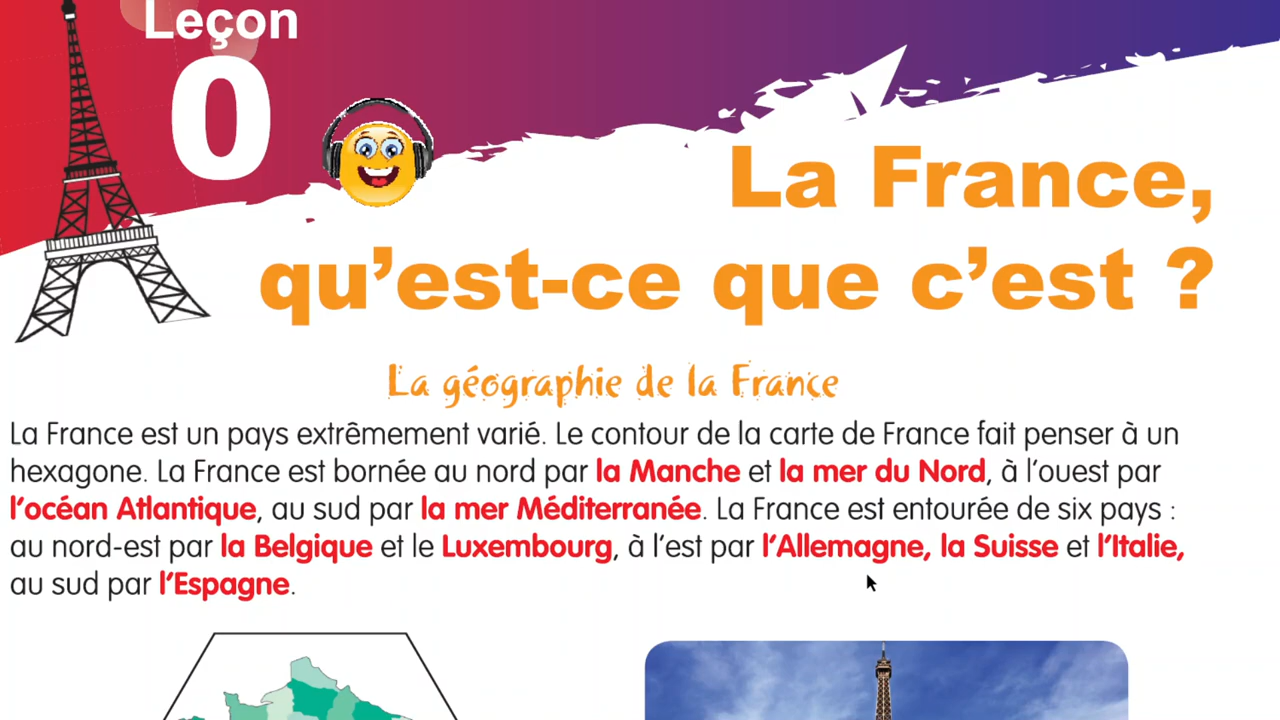 Leçon
0
La France,
qu’est-ce que c’est ?
La géographie de la France
La France est un pays extrêmement varié. Le contour de la carte de France fait penser à un
hexagone. La France est bornée au nord par la Manche et la mer du Nord, à l’ouest par
l’océan Atlantique, au sud par la mer Méditerranée. La France est entourée de six pays :
au nord-est par la Belgique et le Luxembourg, à l’est par l’Allemagne, la Suisse et l’Italie,
au sud par l’Espagne.